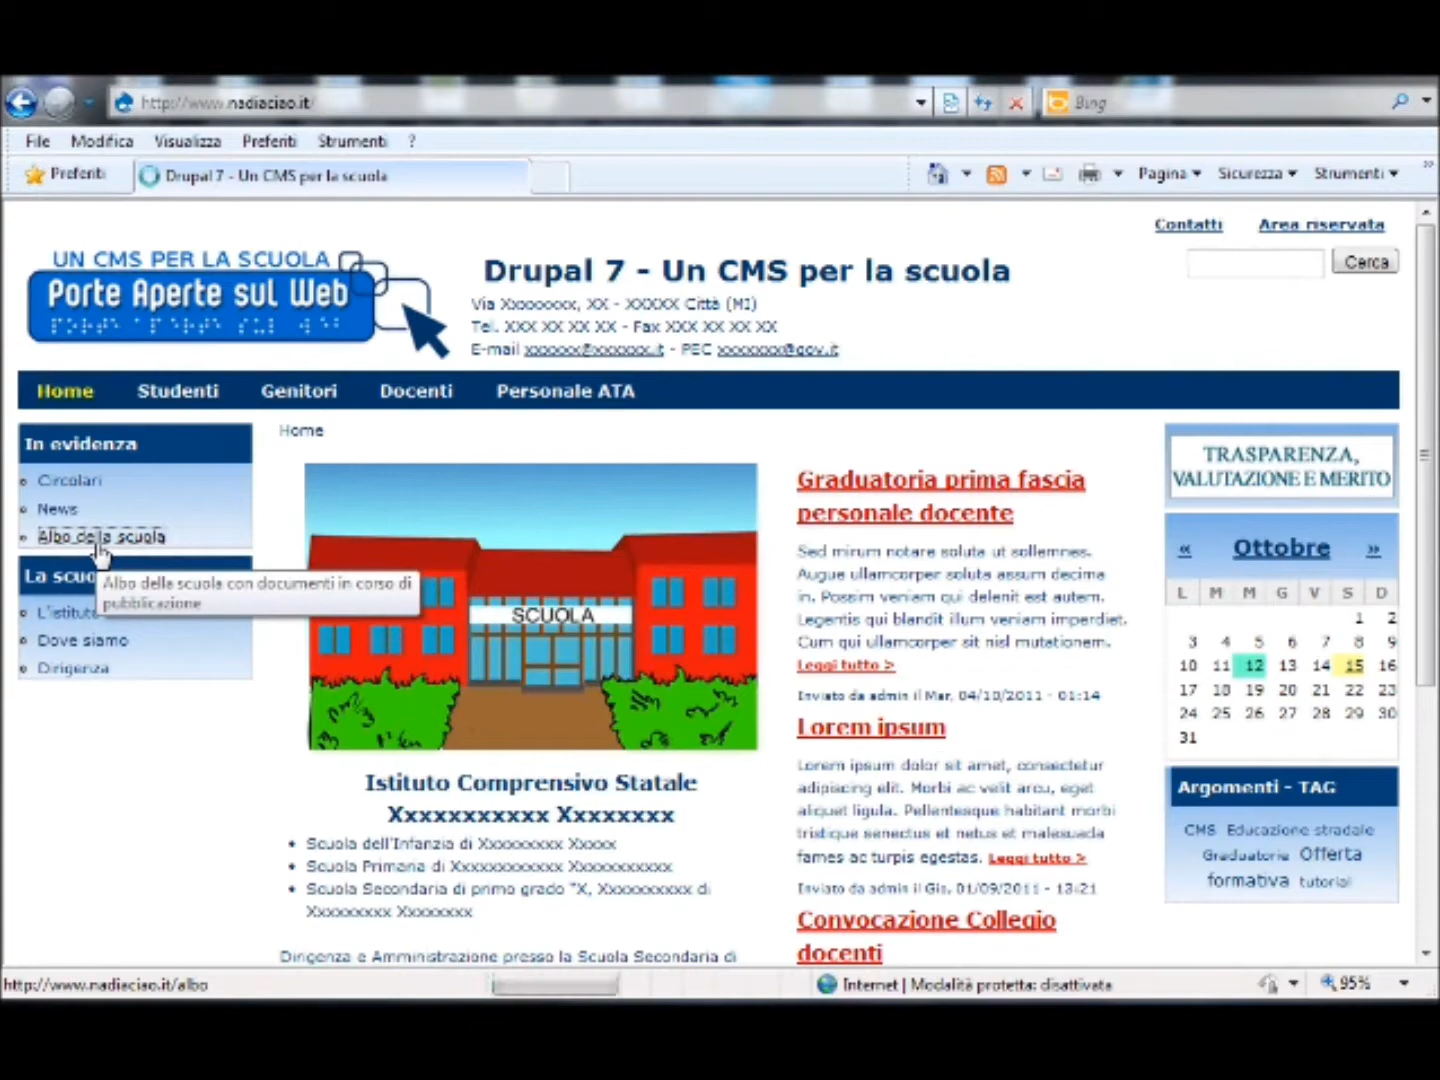 http://www.nadiaciao.it/
Bing
File Modifica Visualizza Preferiti Strumenti ?
Preferiti
Drupal 7 - Un CMS per la scuola
Pagina Sicurezza Strumenti
Contatti Area riservata
Cerca
UN CMS PER LA SCUOLA
Porte Aperte sul Web
Drupal 7 - Un CMS per la scuola
Via Xxxxxxxx, XX - XXXXX Città (MI)
Tel. XXX XX XX XX - Fax XXX XX XX XX
E-mail xxxxxx@xxxxxxx.it - PEC xxxxxxxx@gov.it
Home Studenti Genitori Docenti Personale ATA
In evidenza
Circolari
News
Albo della scuola
La scuo
Albo della scuola con documenti in corso di
pubblicazione
L'istituto
Dove siamo
Dirigenza
Home
SCUOLA
Istituto Comprensivo Statale
Xxxxxxxxxxx Xxxxxxxx
Scuola dell'Infanzia di Xxxxxxxxx Xxxxx
Scuola Primaria di Xxxxxxxxxxxx Xxxxxxxxxxx
Scuola Secondaria di primo grado "X, Xxxxxxxxxx di
Xxxxxxxxx Xxxxxxxx
Dirigenza e Amministrazione presso la Scuola Secondaria di
Graduatoria prima fascia
personale docente
Sed mirum notare soluta ut sollemnes.
Augue ullamcorper soluta assum decima
in. Possim veniam qui delenit est autem.
Legentis qui blandit illum veniam imperdiet.
Cum qui ullamcorper sit nisl mutationem.
Leggi tutto >
Inviato da admin il Mar, 04/10/2011 - 01:14
Lorem ipsum
Lorem ipsum dolor sit amet, consectetur
adipiscing elit. Morbi ac velit arcu, eget
aliquet ligula. Pellentesque habitant morbi
tristique senectus et netus et malesuada
fames ac turpis egestas. Leggi tutto >
Inviato da admin il Gio, 01/09/2011 - 13:21
Convocazione Collegio
docenti
TRASPARENZA,
VALUTAZIONE E MERITO
« Ottobre »
L M M G V S D
1 2
3 4 5 6 7 8 9
10 11 12 13 14 15 16
17 18 19 20 21 22 23
24 25 26 27 28 29 30
31
Argomenti - TAG
CMS Educazione stradale
Graduatorie Offerta
formativa tutorial
http://www.nadiaciao.it/albo
Internet | Modalità protetta: disattivata
95%